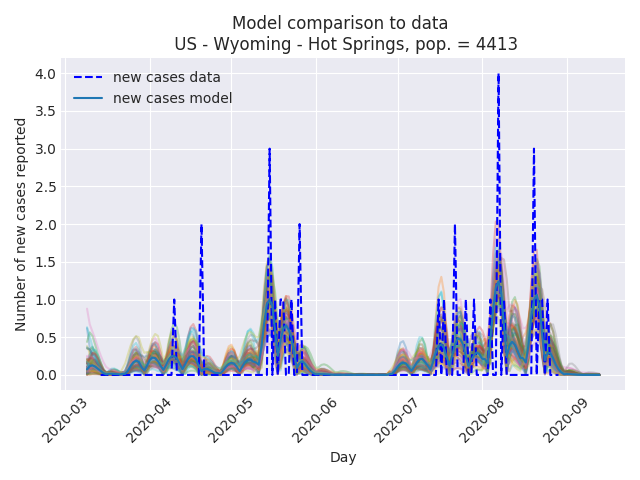 Model comparison to data
US - Wyoming - Hot Springs, pop. = 4413
new cases data
new cases model
Number of new cases reported
4.0
3.5
3.0
2.5
2.0
1.5
1.0
0.5
0.0
2020-03
2020-04
2020-05
2020-06
2020-07
2020-08
2020-09
Day